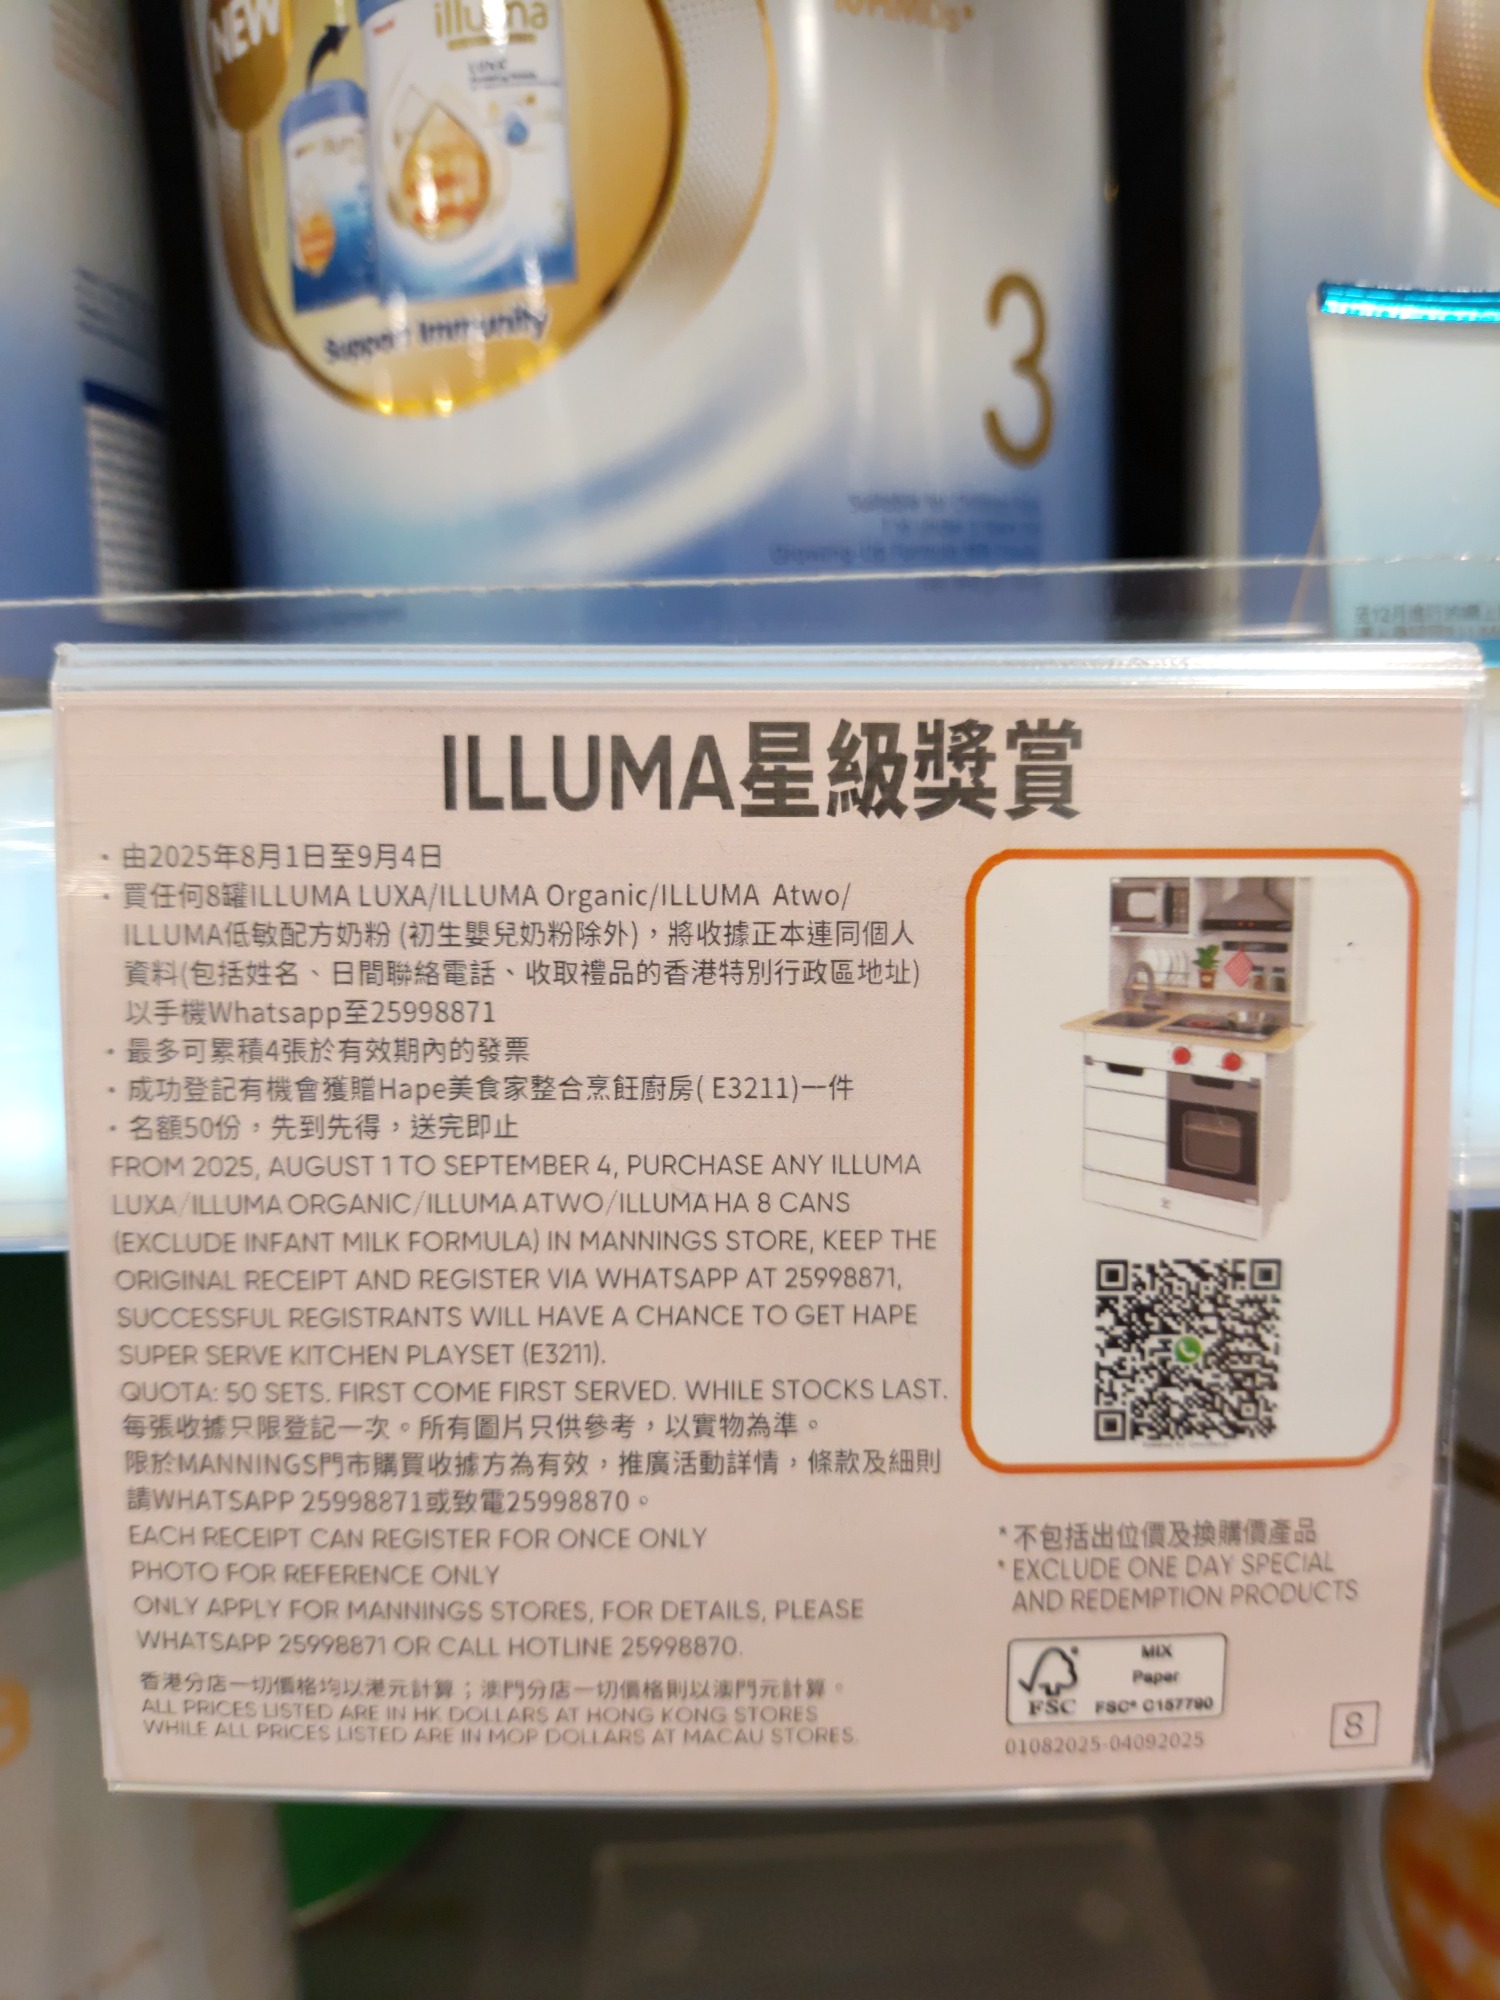 NEW
illuma
Support Immunity
3
ILLUMA星級獎賞
· 由2025年8月1日至9月4日
· 買任何8罐ILLUMA LUXA/ILLUMA Organic/ILLUMA Atwo/
ILLUMA低敏配方奶粉 (初生嬰兒奶粉除外)，將收據正本連同個人
資料(包括姓名、日間聯絡電話、收取禮品的香港特別行政區地址)
以手機Whatsapp至25998871
· 最多可累積4張於有效期內的發票
· 成功登記有機會獲贈Hape美食家整合烹飪廚房( E3211)一件
· 名額50份，先到先得，送完即止
FROM 2025, AUGUST 1 TO SEPTEMBER 4, PURCHASE ANY ILLUMA
LUXA/ILLUMA ORGANIC/ILLUMA ATWO/ILLUMA HA 8 CANS
(EXCLUDE INFANT MILK FORMULA) IN MANNINGS STORE, KEEP THE
ORIGINAL RECEIPT AND REGISTER VIA WHATSAPP AT 25998871,
SUCCESSFUL REGISTRANTS WILL HAVE A CHANCE TO GET HAPE
SUPER SERVE KITCHEN PLAYSET (E3211).
QUOTA: 50 SETS. FIRST COME FIRST SERVED. WHILE STOCKS LAST.
每張收據只限登記一次。所有圖片只供參考，以實物為準。
限於MANNINGS門市購買收據方為有效，推廣活動詳情，條款及細則
請WHATSAPP 25998871或致電25998870。
EACH RECEIPT CAN REGISTER FOR ONCE ONLY
PHOTO FOR REFERENCE ONLY
ONLY APPLY FOR MANNINGS STORES, FOR DETAILS, PLEASE
WHATSAPP 25998871 OR CALL HOTLINE 25998870.
香港分店一切價格均以港元計算；澳門分店一切價格則以澳門元計算。
ALL PRICES LISTED ARE IN HK DOLLARS AT HONG KONG STORES
WHILE ALL PRICES LISTED ARE IN MOP DOLLARS AT MACAU STORES.
* 不包括出位價及換購價產品
* EXCLUDE ONE DAY SPECIAL
AND REDEMPTION PRODUCTS
FSC
MIX
Paper
FSC® C157790
01082025-04092025
8